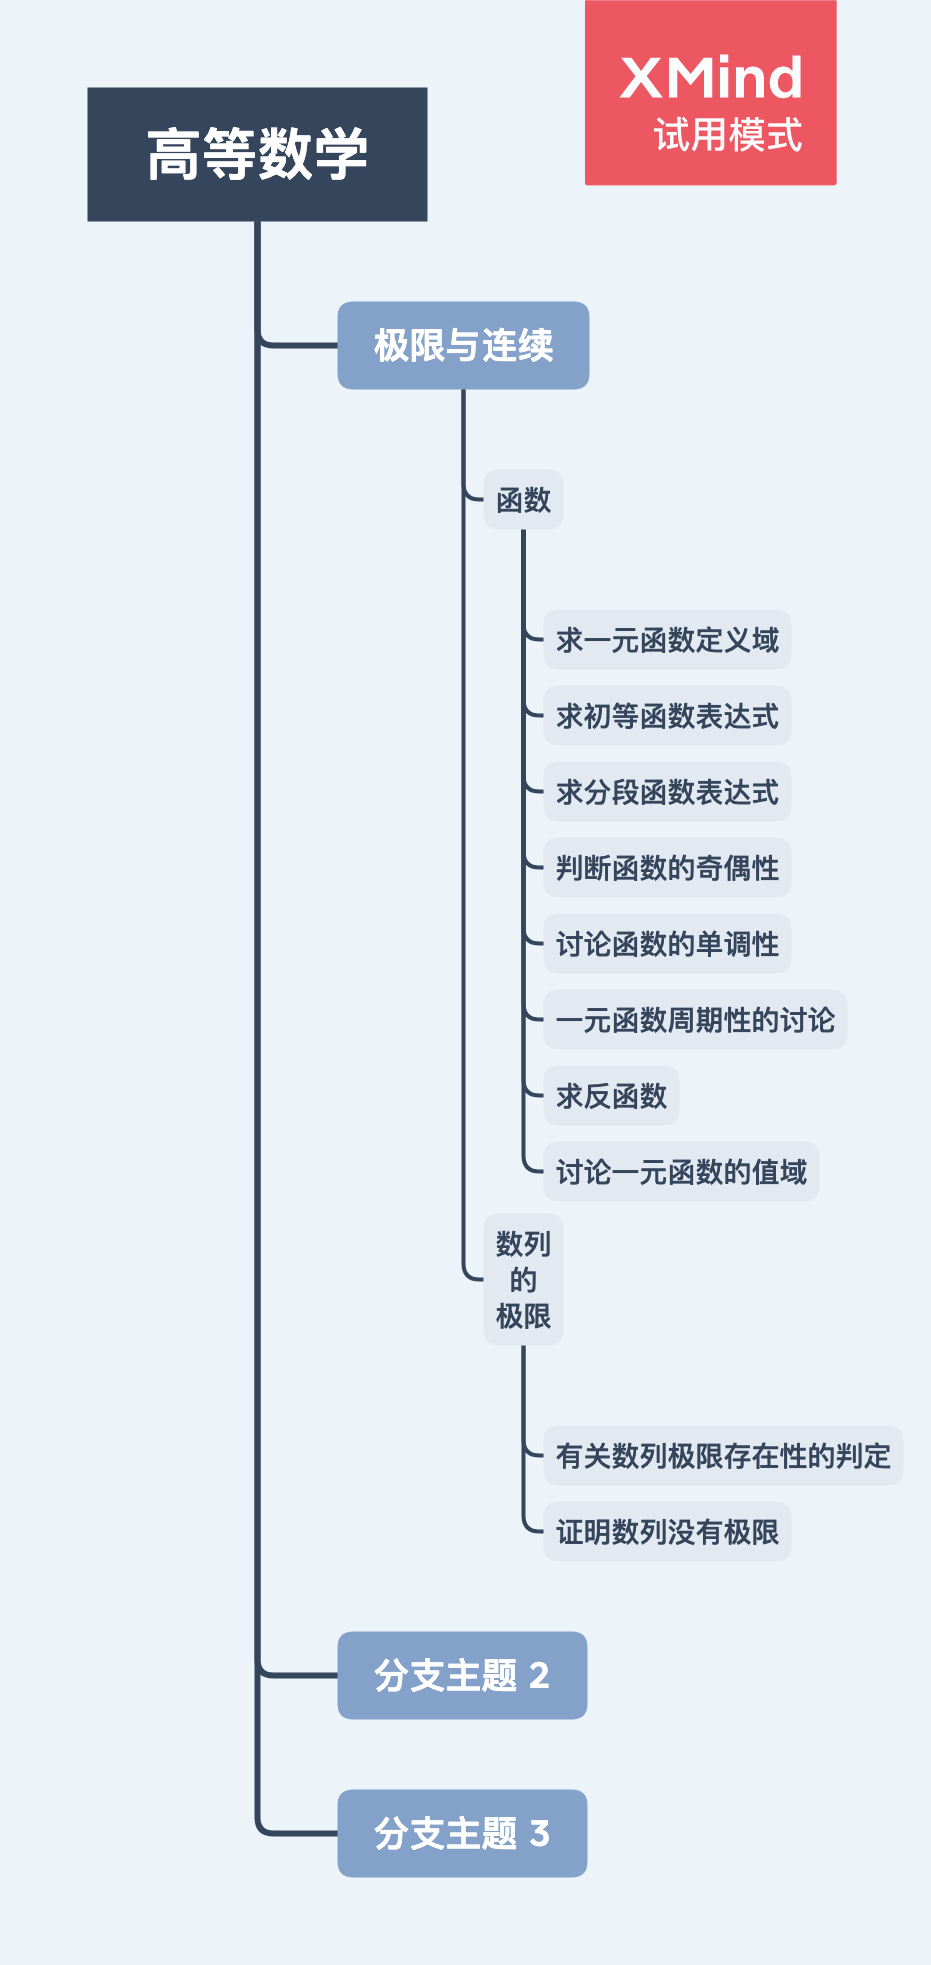 XMind
试用模式
高等数学
极限与连续
函数
求一元函数定义域
求初等函数表达式
求分段函数表达式
判断函数的奇偶性
讨论函数的单调性
一元函数周期性的讨论
求反函数
讨论一元函数的值域
数列
的
极限
有关数列极限存在性的判定
证明数列没有极限
分支主题 2
分支主题 3